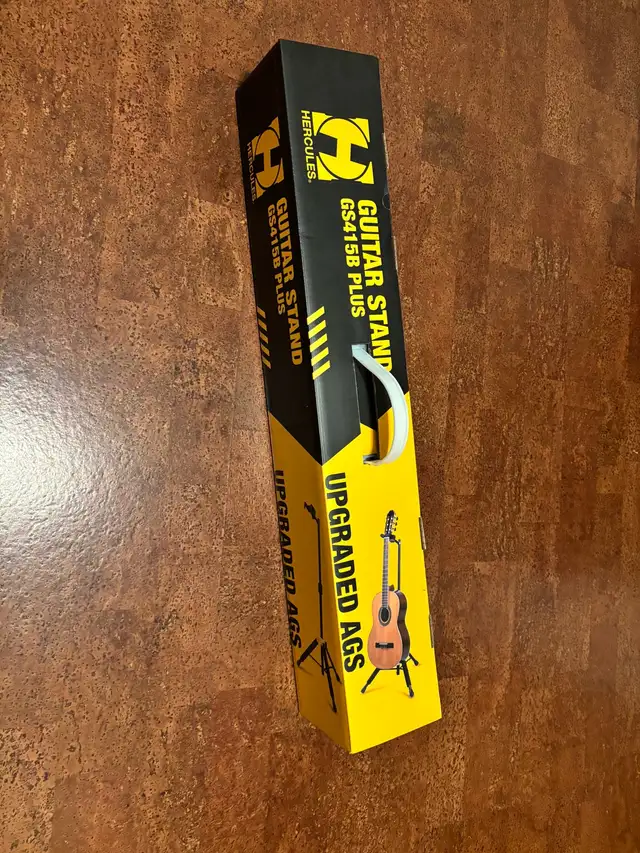 HERCULES®
GUITAR STAND
GS415B PLUS
UPGRADED AGS
HERCULES
GUITAR STAND
GS415B PLUS
UPGRADED AGS